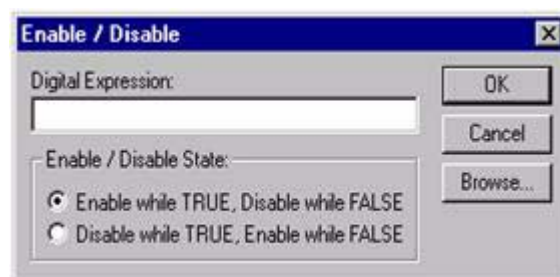 Enable / Disable
Digital Expression:
OK
Cancel
Browse...
Enable / Disable State:
Enable while TRUE, Disable while FALSE
Disable while TRUE, Enable while FALSE